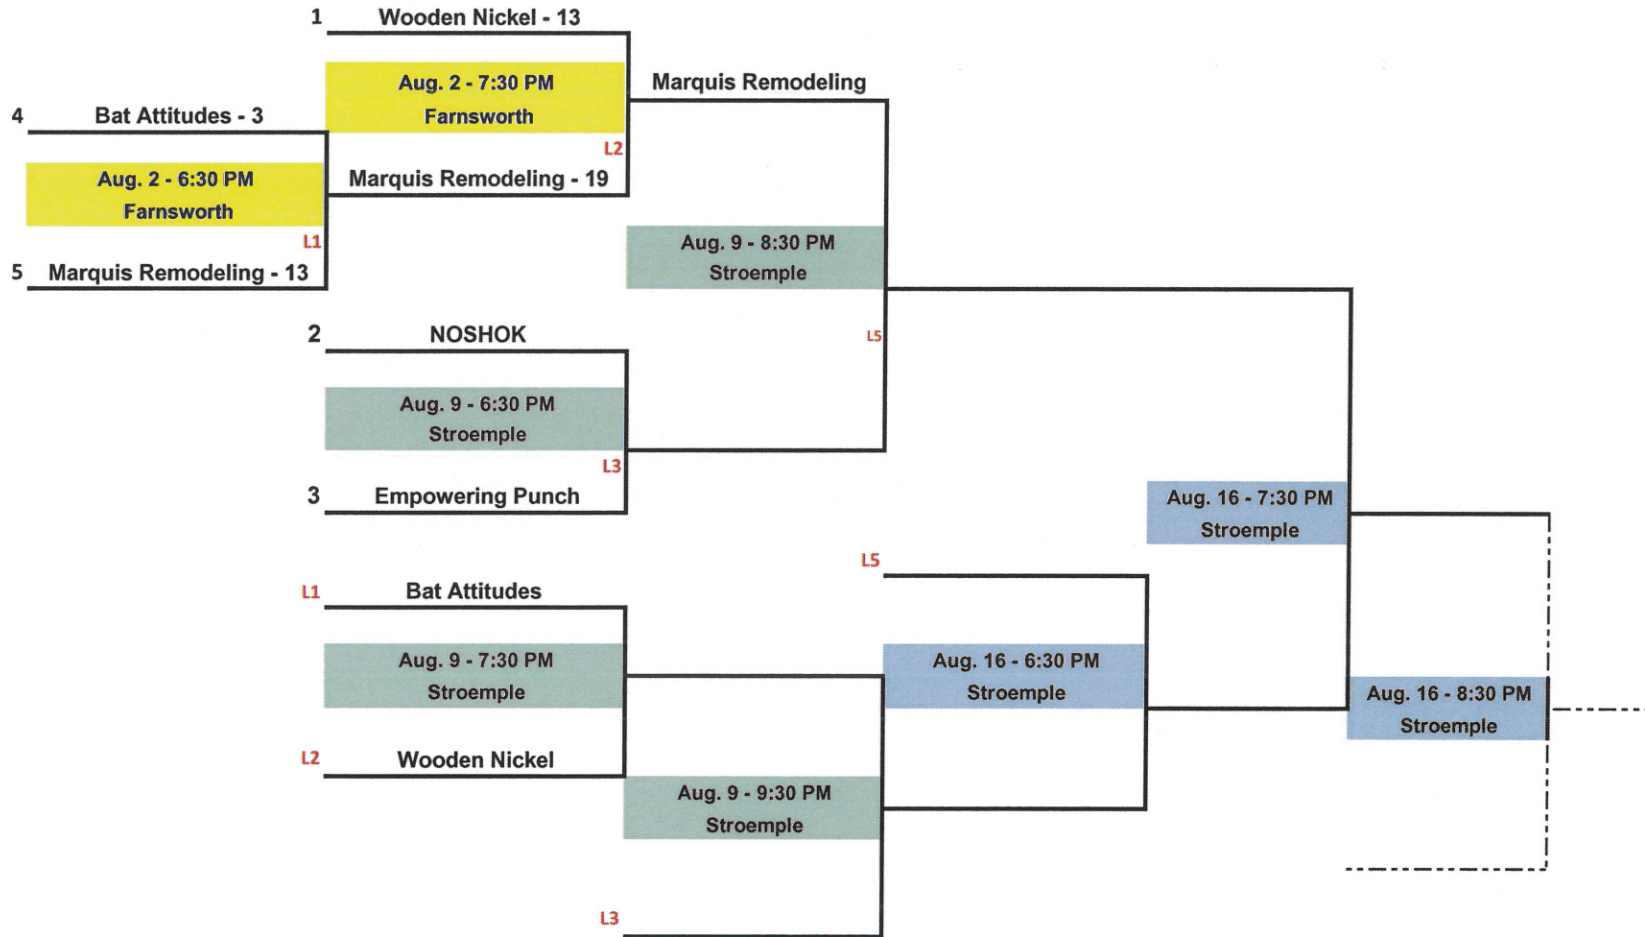 1 Wooden Nickel - 13
Aug. 2 - 7:30 PM
Farnsworth
L2
Marquis Remodeling
4 Bat Attitudes - 3
Aug. 2 - 6:30 PM
Farnsworth
L1
Marquis Remodeling - 19
5 Marquis Remodeling - 13
Aug. 9 - 8:30 PM
Stroemple
L5
2 NOSHOK
Aug. 9 - 6:30 PM
Stroemple
L3
3 Empowering Punch
Aug. 16 - 7:30 PM
Stroemple
L5
L1 Bat Attitudes
Aug. 9 - 7:30 PM
Stroemple
Aug. 16 - 6:30 PM
Stroemple
Aug. 16 - 8:30 PM
Stroemple
L2 Wooden Nickel
Aug. 9 - 9:30 PM
Stroemple
L3